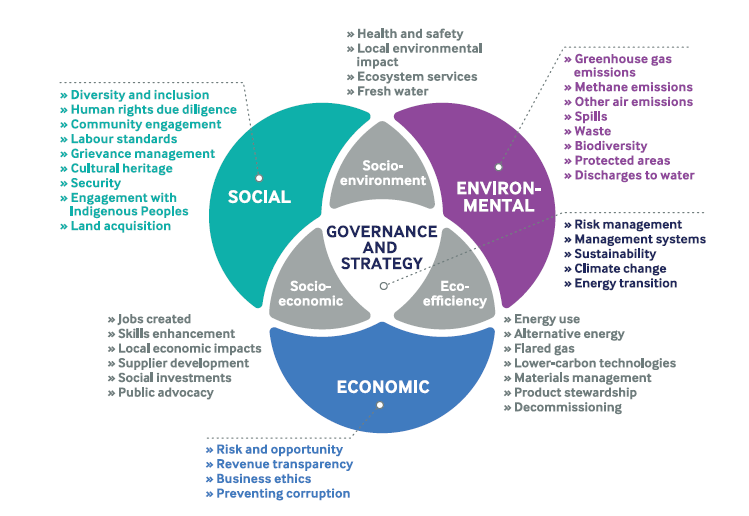 » Health and safety
» Local environmental
impact
» Ecosystem services
» Fresh water
» Greenhouse gas
emissions
» Methane emissions
» Other air emissions
» Spills
» Waste
» Biodiversity
» Protected areas
» Discharges to water
» Diversity and inclusion
» Human rights due diligence
» Community engagement
» Labour standards
» Grievance management
» Cultural heritage
» Security
» Engagement with
Indigenous Peoples
» Land acquisition
SOCIAL
Socio-
environment
ENVIRON-
MENTAL
GOVERNANCE
AND
STRATEGY
» Risk management
» Management systems
» Sustainability
» Climate change
» Energy transition
Socio-
economic
Eco-
efficiency
» Jobs created
» Skills enhancement
» Local economic impacts
» Supplier development
» Social investments
» Public advocacy
» Energy use
» Alternative energy
» Flared gas
» Lower-carbon technologies
» Materials management
» Product stewardship
» Decommissioning
ECONOMIC
» Risk and opportunity
» Revenue transparency
» Business ethics
» Preventing corruption